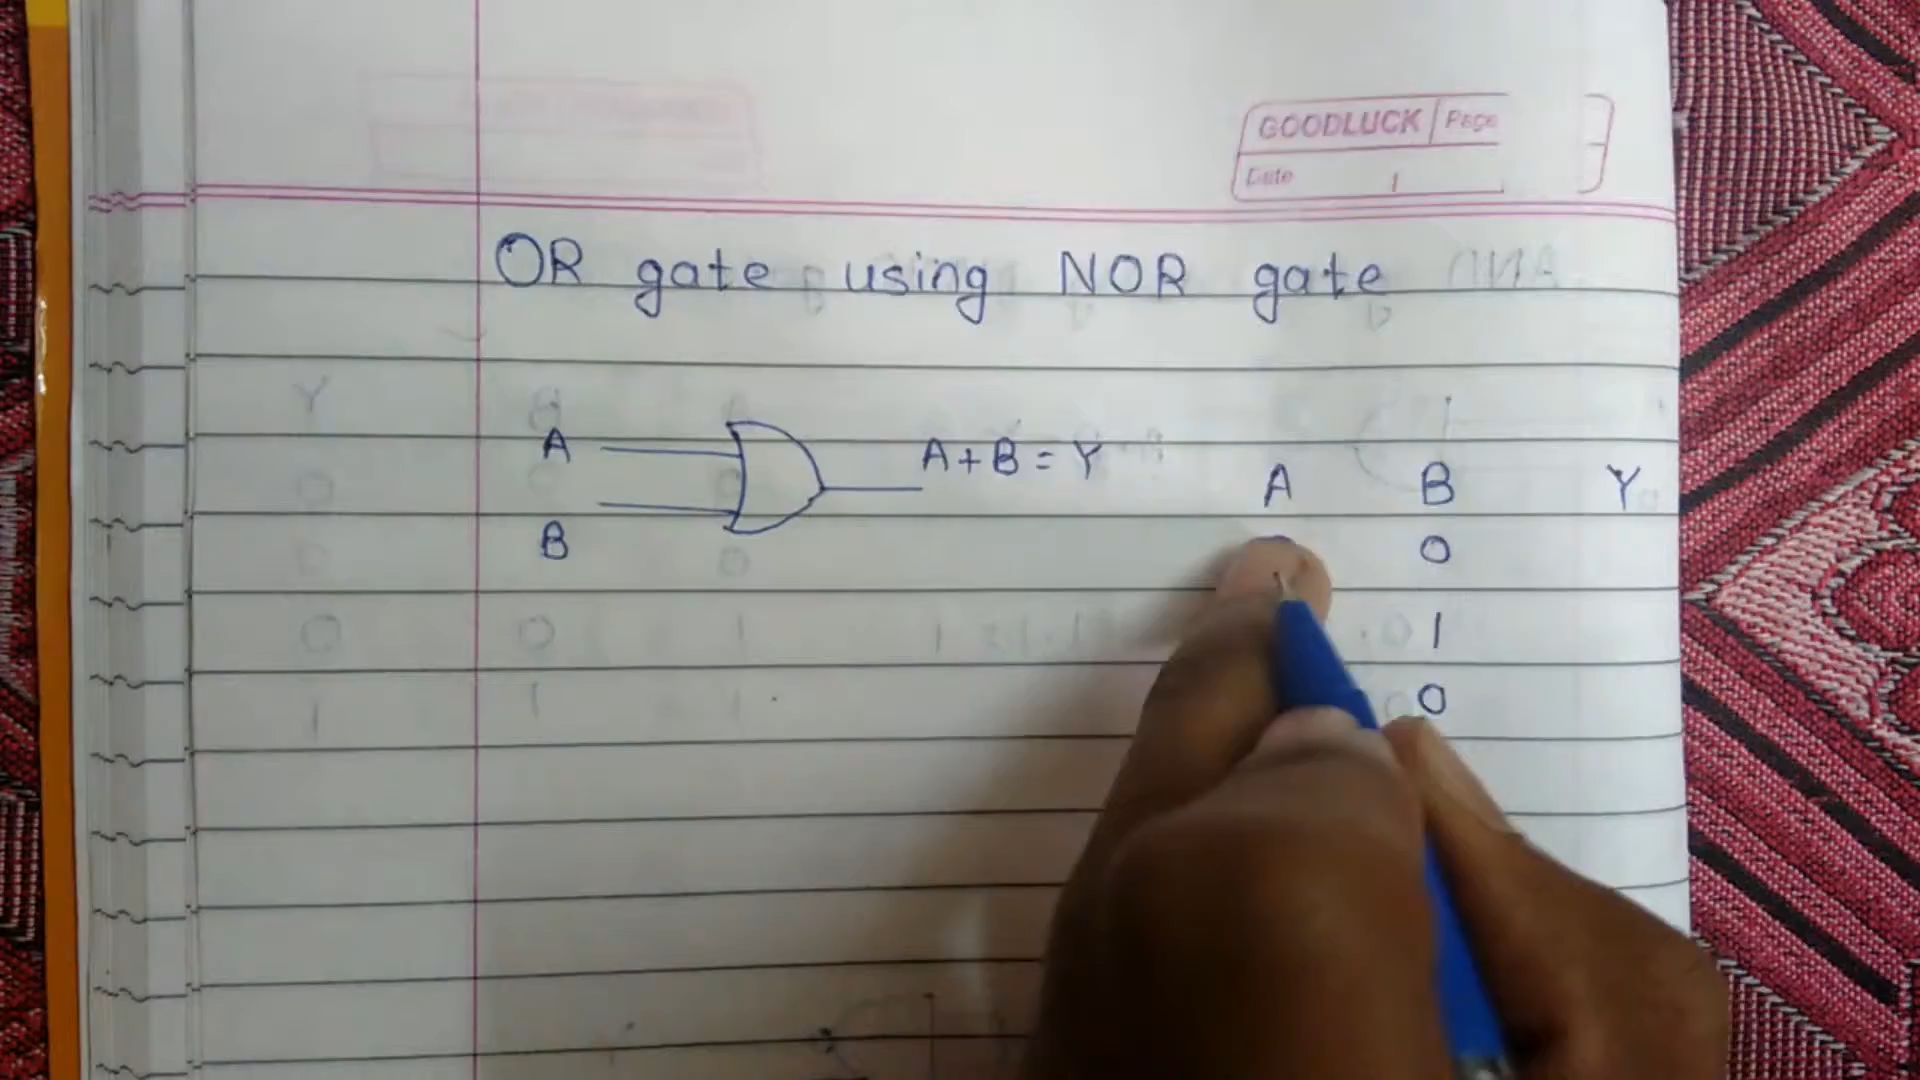 GOODLUCK Page
Date
OR gate using NOR gate
A A+B=Y
B
A B Y
0
1
0